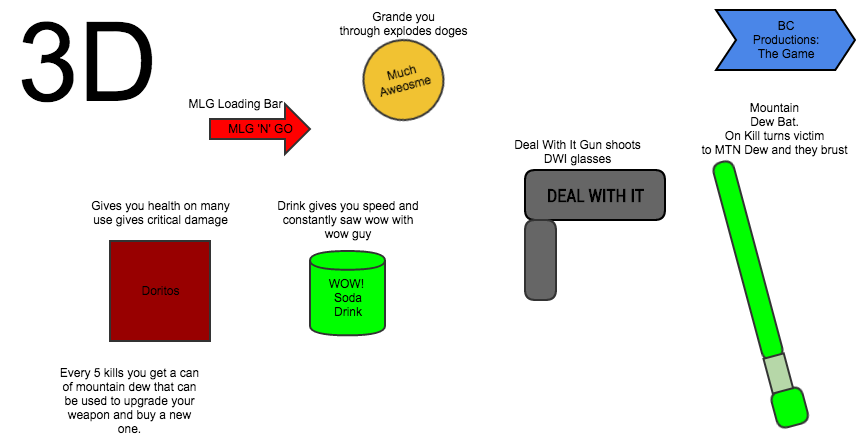 3D
Grande you
through explodes doges
Much
Aweosme
BC
Productions:
The Game
MLG Loading Bar
MLG 'N' GO
Mountain
Dew Bat.
On Kill turns victim
to MTN Dew and they brust
Deal With It Gun shoots
DWI glasses
DEAL WITH IT
Gives you health on many
use gives critical damage
Doritos
Drink gives you speed and
constantly saw wow with
wow guy
WOW!
Soda
Drink
Every 5 kills you get a can
of mountain dew that can
be used to upgrade your
weapon and buy a new
one.